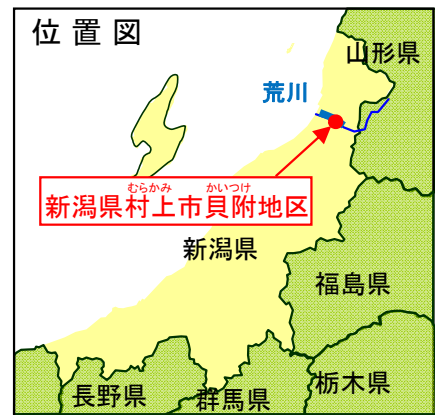 位置図
山形県
荒川
むらかみ かいつけ
新潟県村上市貝附地区
新潟県
福島県
長野県
群馬県
栃木県